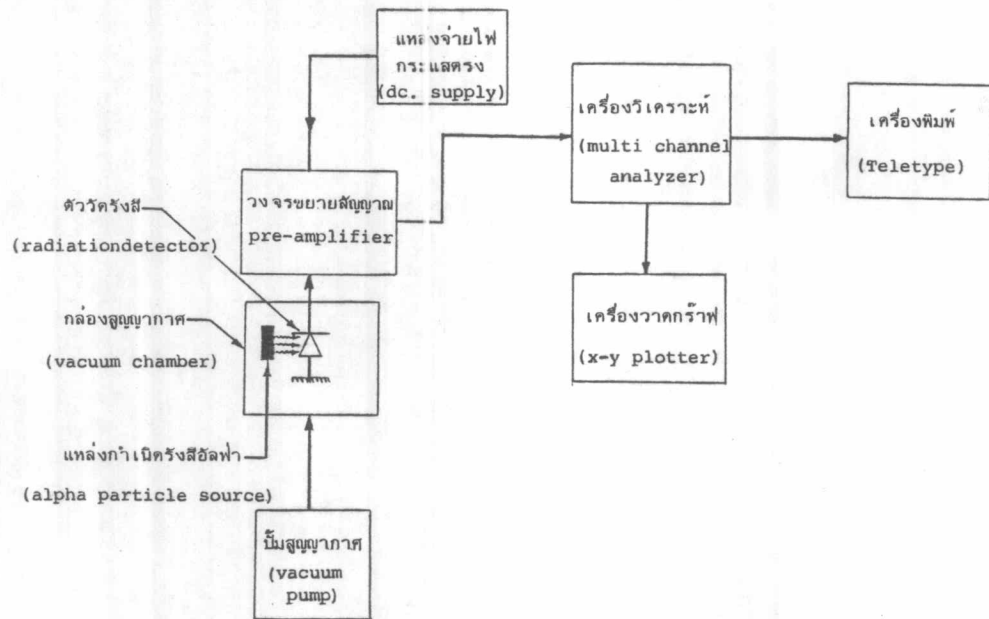 แหล่งจ่ายไฟ
กระแสตรง
(dc. supply)
เครื่องวิเคราะห์
(multi channel
analyzer)
เครื่องพิมพ์
(Teletype)
วงจรขยายสัญญาณ
pre-amplifier
ตัววัดรังสี
(radiationdetector)
กล่องสูญญากาศ
(vacuum chamber)
เครื่องวาดกร๊าฟ
(x-y plotter)
แหล่งกำเนิดรังสีอัลฟา
(alpha particle source)
ปั๊มสูญญากาศ
(vacuum
pump)